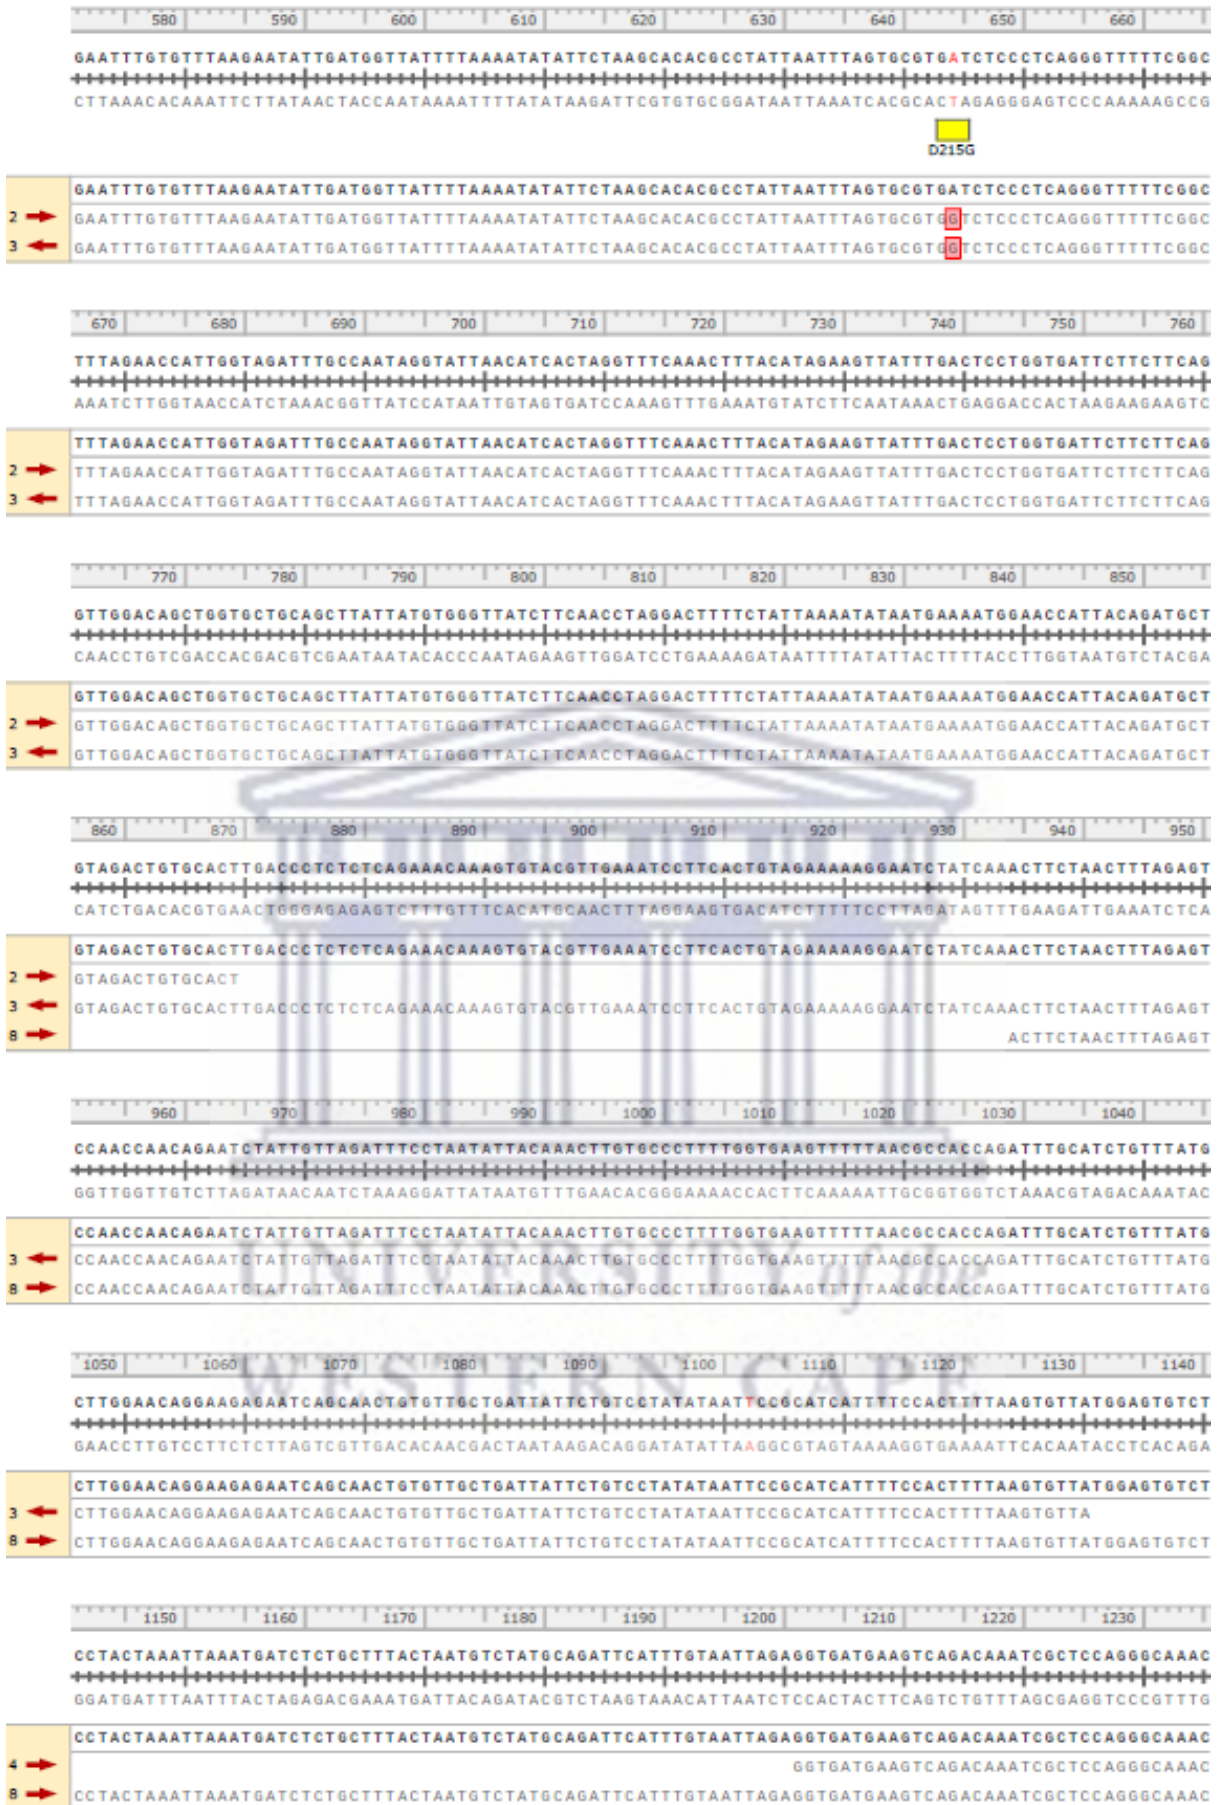 580 590 600 610 620 630 640 650 660
GAATTTGTGTTTAAGAATATTGATGGTTATTTTAAAATATATTCTAAGCACACGCCTATTAATTTAGTGCGTGATCTCCCTCAGGGTTTTTCGGC
CTTAAACACAAATTCTTATAACTACCAATAAAATTTTATATAAGATTCGTGTGCGGATAATTAAATCACGCACTAGAGGGAGTCCCAAAAAGCCG
D215G
GAATTTGTGTTTAAGAATATTGATGGTTATTTTAAAATATATTCTAAGCACACGCCTATTAATTTAGTGCGTGATCTCCCTCAGGGTTTTTCGGC
2 GAATTTGTGTTTAAGAATATTGATGGTTATTTTAAAATATATTCTAAGCACACGCCTATTAATTTAGTGCGTGGTCTCCCTCAGGGTTTTTCGGC
3 GAATTTGTGTTTAAGAATATTGATGGTTATTTTAAAATATATTCTAAGCACACGCCTATTAATTTAGTGCGTGGTCTCCCTCAGGGTTTTTCGGC
670 680 690 700 710 720 730 740 750 760
TTTAGAACCATTGGTAGATTTGCCAATAGGTATTAACATCACTAGGTTTCAAACTTTACATAGAAGTTATTTGACTCCTGGTGATTCTTCTTCAG
AAATCTTGGTAACCATCTAAACGGTTATCCATAATTGTAGTGATCCAAAGTTTGAAATGTATCTTCAATAAACTGAGGACCACTAAGAAGAAGTC
TTTAGAACCATTGGTAGATTTGCCAATAGGTATTAACATCACTAGGTTTCAAACTTTACATAGAAGTTATTTGACTCCTGGTGATTCTTCTTCAG
2 TTTAGAACCATTGGTAGATTTGCCAATAGGTATTAACATCACTAGGTTTCAAACTTTACATAGAAGTTATTTGACTCCTGGTGATTCTTCTTCAG
3 TTTAGAACCATTGGTAGATTTGCCAATAGGTATTAACATCACTAGGTTTCAAACTTTACATAGAAGTTATTTGACTCCTGGTGATTCTTCTTCAG
770 780 790 800 810 820 830 840 850
GTTGGACAGCTGGTGCTGCAGCTTATTATGTGGGTTATCTTCAACCTAGGACTTTTCTATTAAAATATAATGAAAATGGAACCATTACAGATGCT
CAACCTGTCGACCACGACGTCGAATAATACACCCAATAGAAGTTGGATCCTGAAAAGATAATTTTATATTACTTTTACCTTGGTAATGTCTACGA
GTTGGACAGCTGGTGCTGCAGCTTATTATGTGGGTTATCTTCAACCTAGGACTTTTCTATTAAAATATAATGAAAATGGAACCATTACAGATGCT
2 GTTGGACAGCTGGTGCTGCAGCTTATTATGTGGGTTATCTTCAACCTAGGACTTTTCTATTAAAATATAATGAAAATGGAACCATTACAGATGCT
3 GTTGGACAGCTGGTGCTGCAGCTTATTATGTGGGTTATCTTCAACCTAGGACTTTTCTATTAAAATATAATGAAAATGGAACCATTACAGATGCT
860 870 880 890 900 910 920 930 940 950
GTAGACTGTGCACTTGACCCTCTCTCAGAAACAAAGTGTACGTTGAAATCCTTCACTGTAGAAAAAGGAATCTATCAAACTTCTAACTTTAGAGT
CATCTGACACGTGAACTGGGAGAGAGTCTTTGTTTCACATGCAACTTTAGGAAGTGACATCTTTTTCCTTAGATAGTTTGAAGATTGAAATCTCA
GTAGACTGTGCACTTGACCCTCTCTCAGAAACAAAGTGTACGTTGAAATCCTTCACTGTAGAAAAAGGAATCTATCAAACTTCTAACTTTAGAGT
2 GTAGACTGTGCACT
3 GTAGACTGTGCACTTGACCCTCTCTCAGAAACAAAGTGTACGTTGAAATCCTTCACTGTAGAAAAAGGAATCTATCAAACTTCTAACTTTAGAGT
8 ACTTCTAACTTTAGAGT
960 970 980 990 1000 1010 1020 1030 1040
CCAACCAACAGAATCTATTGTTAGATTTCCTAATATTACAAACTTGTGCCCTTTTGGTGAAGTTTTTAACGCCACCAGATTTGCATCTGTTTATG
GGTTGGTTGTCTTAGATAACAATCTAAAGGATTATAATGTTTGAACACGGGAAAACCACTTCAAAAATTGCGGTGGTCTAAACGTAGACAAATAC
CCAACCAACAGAATCTATTGTTAGATTTCCTAATATTACAAACTTGTGCCCTTTTGGTGAAGTTTTTAACGCCACCAGATTTGCATCTGTTTATG
3 CCAACCAACAGAATCTATTGTTAGATTTCCTAATATTACAAACTTGTGCCCTTTTGGTGAAGTTTTTAACGCCACCAGATTTGCATCTGTTTATG
8 CCAACCAACAGAATCTATTGTTAGATTTCCTAATATTACAAACTTGTGCCCTTTTGGTGAAGTTTTTAACGCCACCAGATTTGCATCTGTTTATG
UNIVERSITY of the
1050 1060 1070 1080 1090 1100 1110 1120 1130 1140
WESTERN CAPE
CTTGGAACAGGAAGAGAATCAGCAACTGTGTTGCTGATTATTCTGTCCTATATAATTCCGCATCATTTTCCACTTTTAAGTGTTATGGAGTGTCT
GAACCTTGTCCTTCTCTTAGTCGTTGACACAACGACTAATAAGACAGGATATATTAAGGCGTAGTAAAAGGTGAAAATTCACAATACCTCACAGA
CTTGGAACAGGAAGAGAATCAGCAACTGTGTTGCTGATTATTCTGTCCTATATAATTCCGCATCATTTTCCACTTTTAAGTGTTATGGAGTGTCT
3 CTTGGAACAGGAAGAGAATCAGCAACTGTGTTGCTGATTATTCTGTCCTATATAATTCCGCATCATTTTCCACTTTTAAGTGTTA
8 CTTGGAACAGGAAGAGAATCAGCAACTGTGTTGCTGATTATTCTGTCCTATATAATTCCGCATCATTTTCCACTTTTAAGTGTTATGGAGTGTCT
1150 1160 1170 1180 1190 1200 1210 1220 1230
CCTACTAAATTAAATGATCTCTGCTTTACTAATGTCTATGCAGATTCATTTGTAATTAGAGGTGATGAAGTCAGACAAATCGCTCCAGGGCAAAC
GGATGATTTAATTTACTAGAGACGAAATGATTACAGATACGTCTAAGTAAACATTAATCTCCACTACTTCAGTCTGTTTAGCGAGGTCCCGTTTG
CCTACTAAATTAAATGATCTCTGCTTTACTAATGTCTATGCAGATTCATTTGTAATTAGAGGTGATGAAGTCAGACAAATCGCTCCAGGGCAAAC
4 GGTGATGAAGTCAGACAAATCGCTCCAGGGCAAAC
8 CCTACTAAATTAAATGATCTCTGCTTTACTAATGTCTATGCAGATTCATTTGTAATTAGAGGTGATGAAGTCAGACAAATCGCTCCAGGGCAAAC